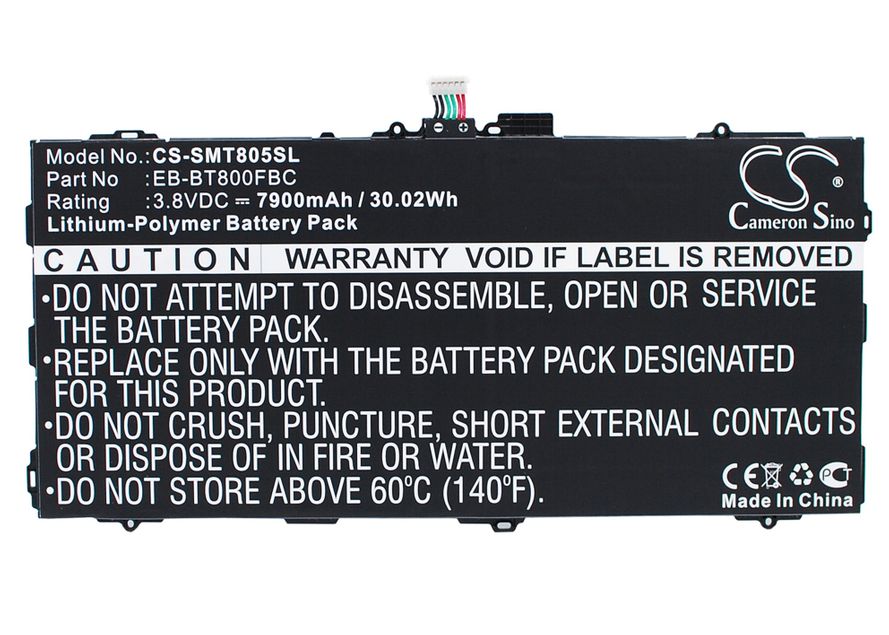 Model No.: CS-SMT805SL
Part No : EB-BT800FBC
Rating : 3.8VDC ⎓ 7900mAh / 30.02Wh
Lithium-Polymer Battery Pack
CS ®
Cameron Sino
CAUTION WARRANTY VOID IF LABEL IS REMOVED
•DO NOT ATTEMPT TO DISASSEMBLE, OPEN OR SERVICE
THE BATTERY PACK.
•REPLACE ONLY WITH THE BATTERY PACK DESIGNATED
FOR THIS PRODUCT.
•DO NOT CRUSH, PUNCTURE, SHORT EXTERNAL CONTACTS
OR DISPOSE OF IN FIRE OR WATER.
•DO NOT STORE ABOVE 60°C (140°F).
CE PCT
Made In China